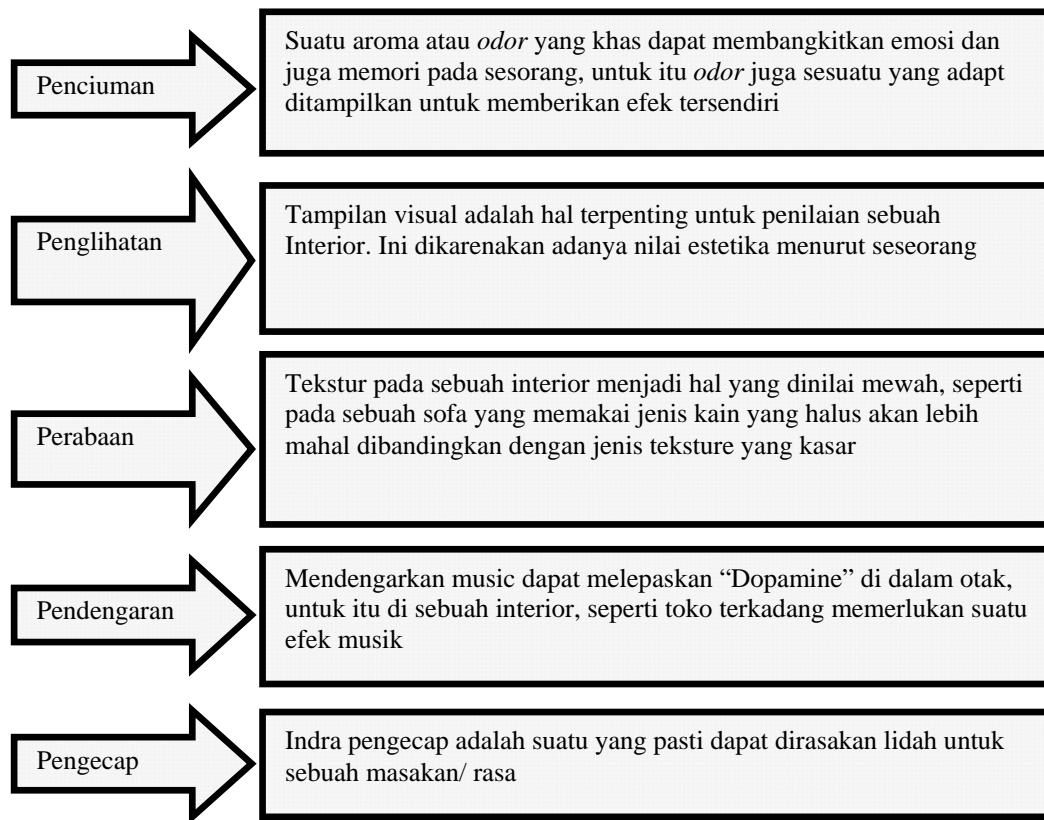 Penciuman
Suatu aroma atau odor yang khas dapat membangkitkan emosi dan
juga memori pada sesorang, untuk itu odor juga sesuatu yang adapt
ditampilkan untuk memberikan efek tersendiri
Penglihatan
Tampilan visual adalah hal terpenting untuk penilaian sebuah
Interior. Ini dikarenakan adanya nilai estetika menurut seseorang
Perabaan
Tekstur pada sebuah interior menjadi hal yang dinilai mewah, seperti
pada sebuah sofa yang memakai jenis kain yang halus akan lebih
mahal dibandingkan dengan jenis teksture yang kasar
Pendengaran
Mendengarkan music dapat melepaskan “Dopamine” di dalam otak,
untuk itu di sebuah interior, seperti toko terkadang memerlukan suatu
efek musik
Pengecap
Indra pengecap adalah suatu yang pasti dapat dirasakan lidah untuk
sebuah masakan/ rasa